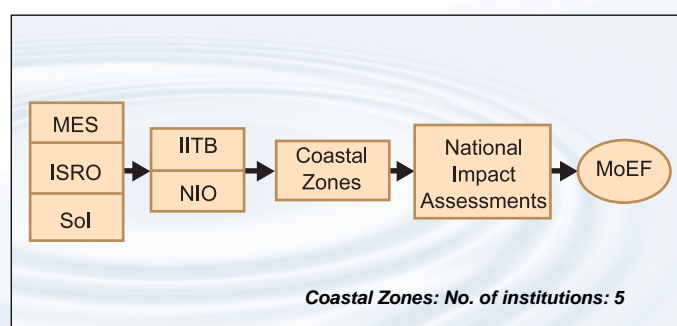 MES
ISRO
SoI
IITB
NIO
Coastal
Zones
National
Impact
Assessments
MoEF
Coastal Zones: No. of institutions: 5